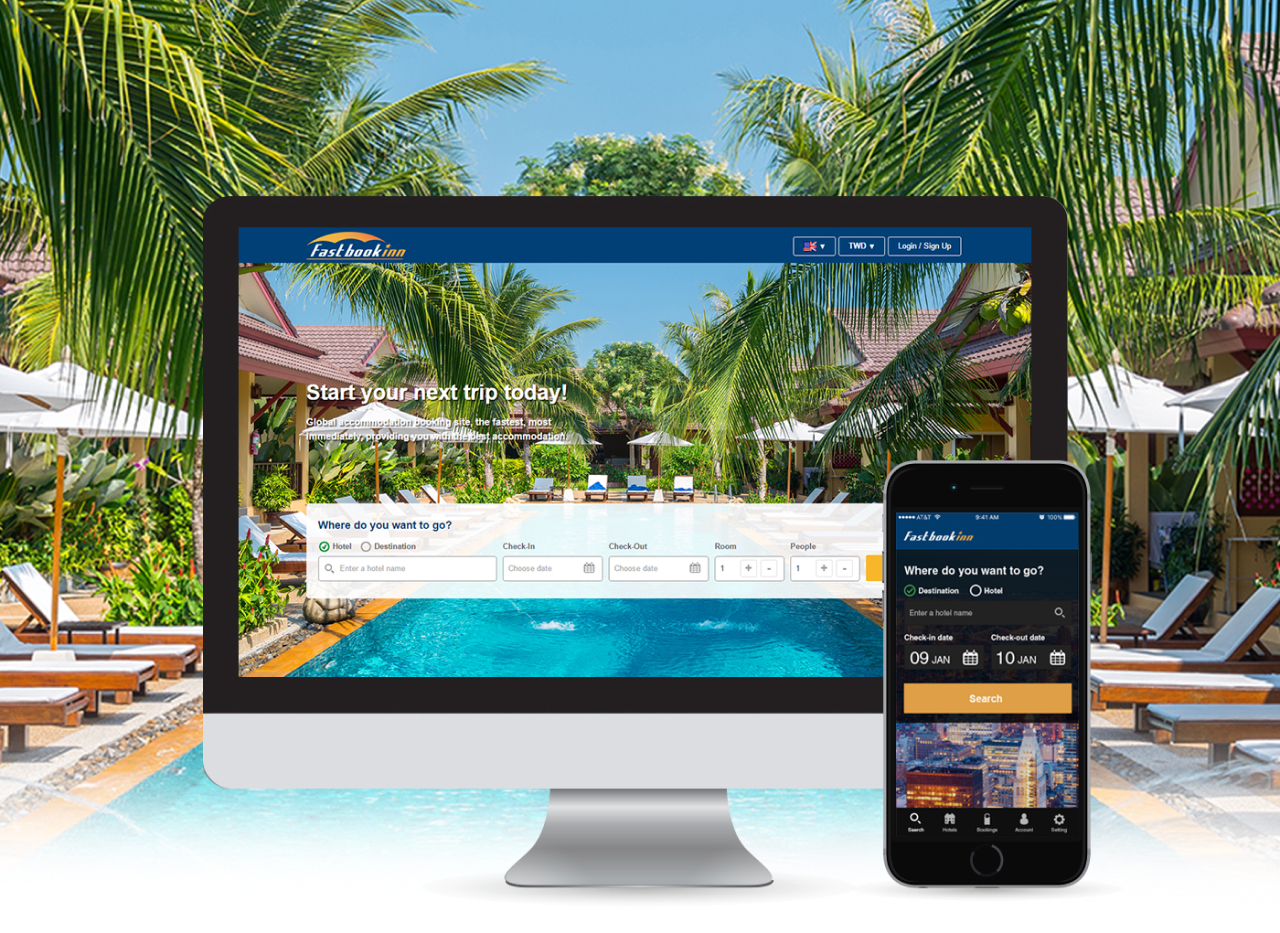 Fastbookinn
TWD ▾
Login / Sign Up
Start your next trip today!
Global accommodation booking site, the fastest, most
immediately, providing you with the best accommodation.
Where do you want to go?
Hotel
Destination
Check-In
Check-Out
Room
People
Enter a hotel name
Choose date
Choose date
1
+
-
1
+
-
AT&T
9:41 AM
100%
Fastbookinn
Where do you want to go?
Destination
Hotel
Enter a hotel name
Check-in date
Check-out date
09 JAN
10 JAN
Search
Search
Hotels
Bookings
Account
Setting